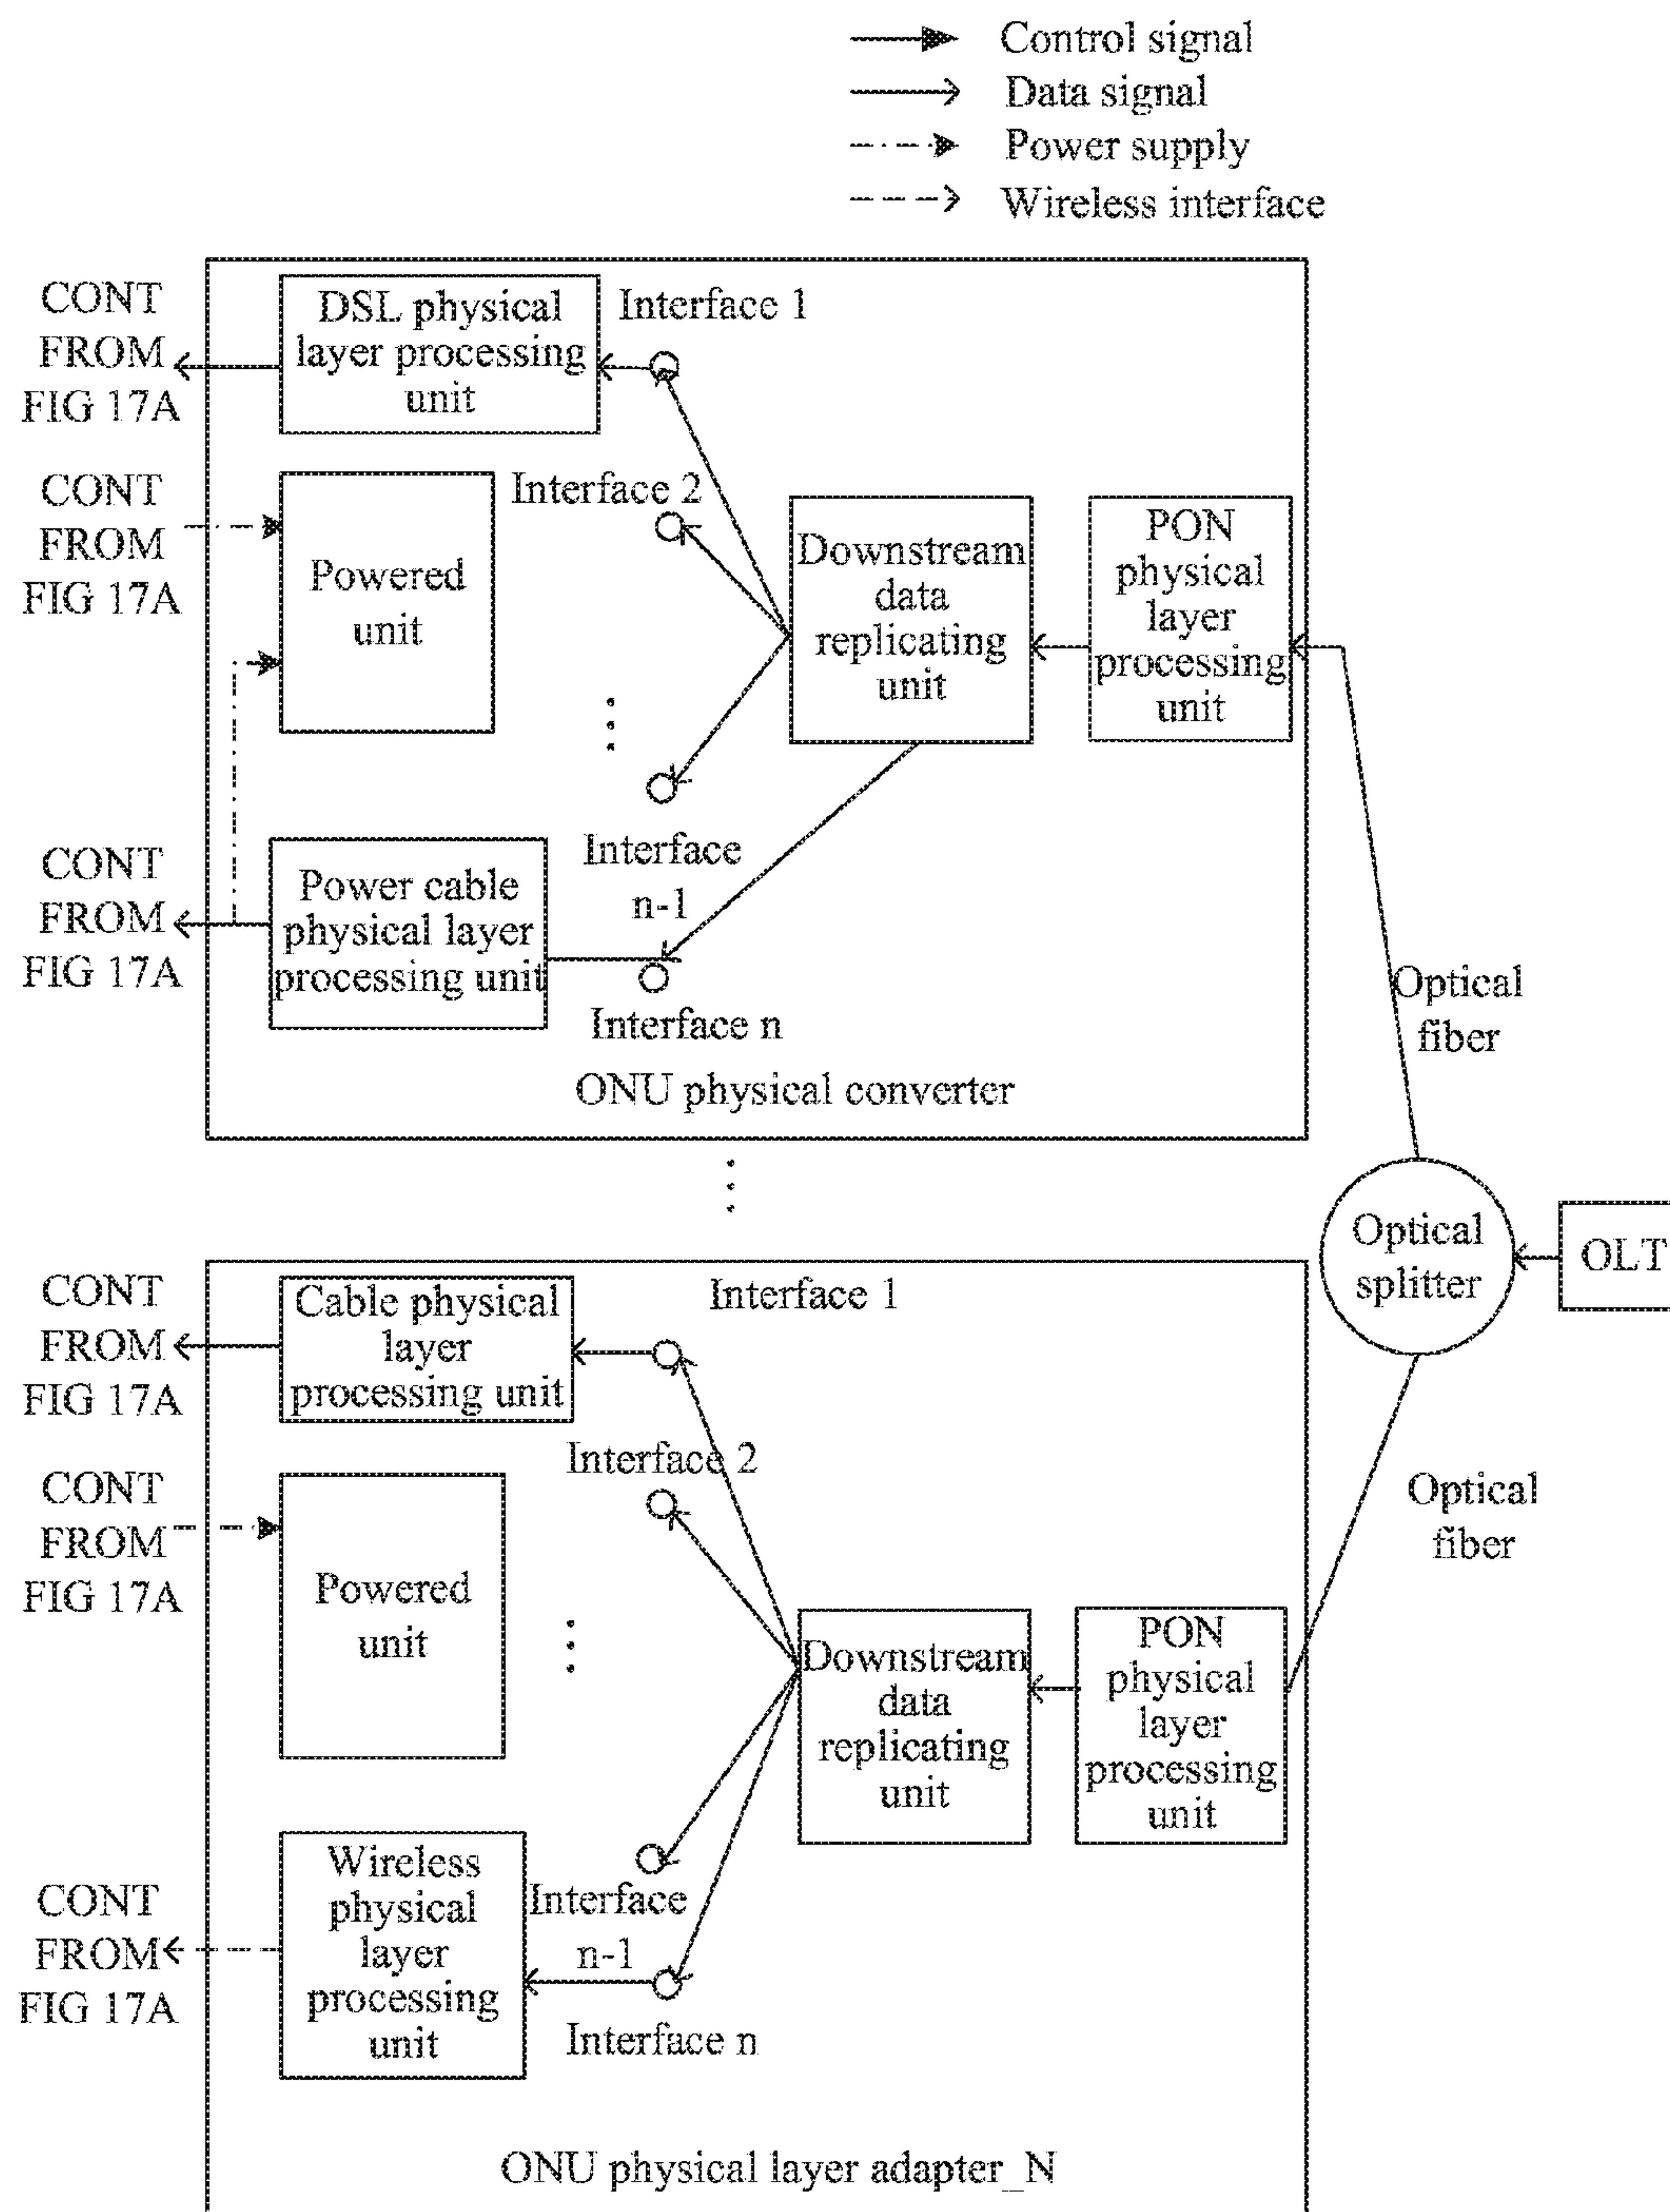 Control signal
Data signal
Power supply
Wireless interface
CONT
FROM
FIG 17A
DSL physical
layer processing
unit
Interface 1
CONT
FROM
FIG 17A
Powered
unit
Interface 2
Downstream
data
replicating
unit
PON
physical
layer
processing
unit
CONT
FROM
FIG 17A
Power cable
physical layer
processing unit
Interface
n-1
Interface n
ONU physical converter
Optical
fiber
Optical
splitter
OLT
CONT
FROM
FIG 17A
Cable physical
layer
processing unit
Interface 1
CONT
FROM
FIG 17A
Powered
unit
Interface 2
Optical
fiber
Downstream
data
replicating
unit
PON
physical
layer
processing
unit
CONT
FROM
FIG 17A
Wireless
physical
layer
processing
unit
Interface
n-1
Interface n
ONU physical layer adapter_N